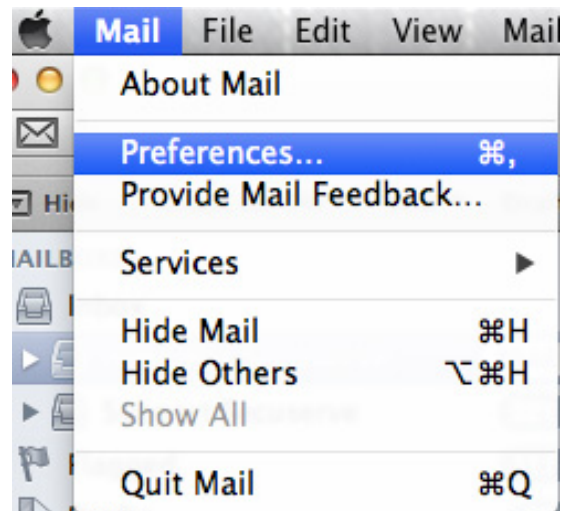 Mail File Edit View Mail
About Mail
Preferences... ⌘,
Provide Mail Feedback...
Services
Hide Mail ⌘H
Hide Others ⌥⌘H
Show All
Quit Mail ⌘Q